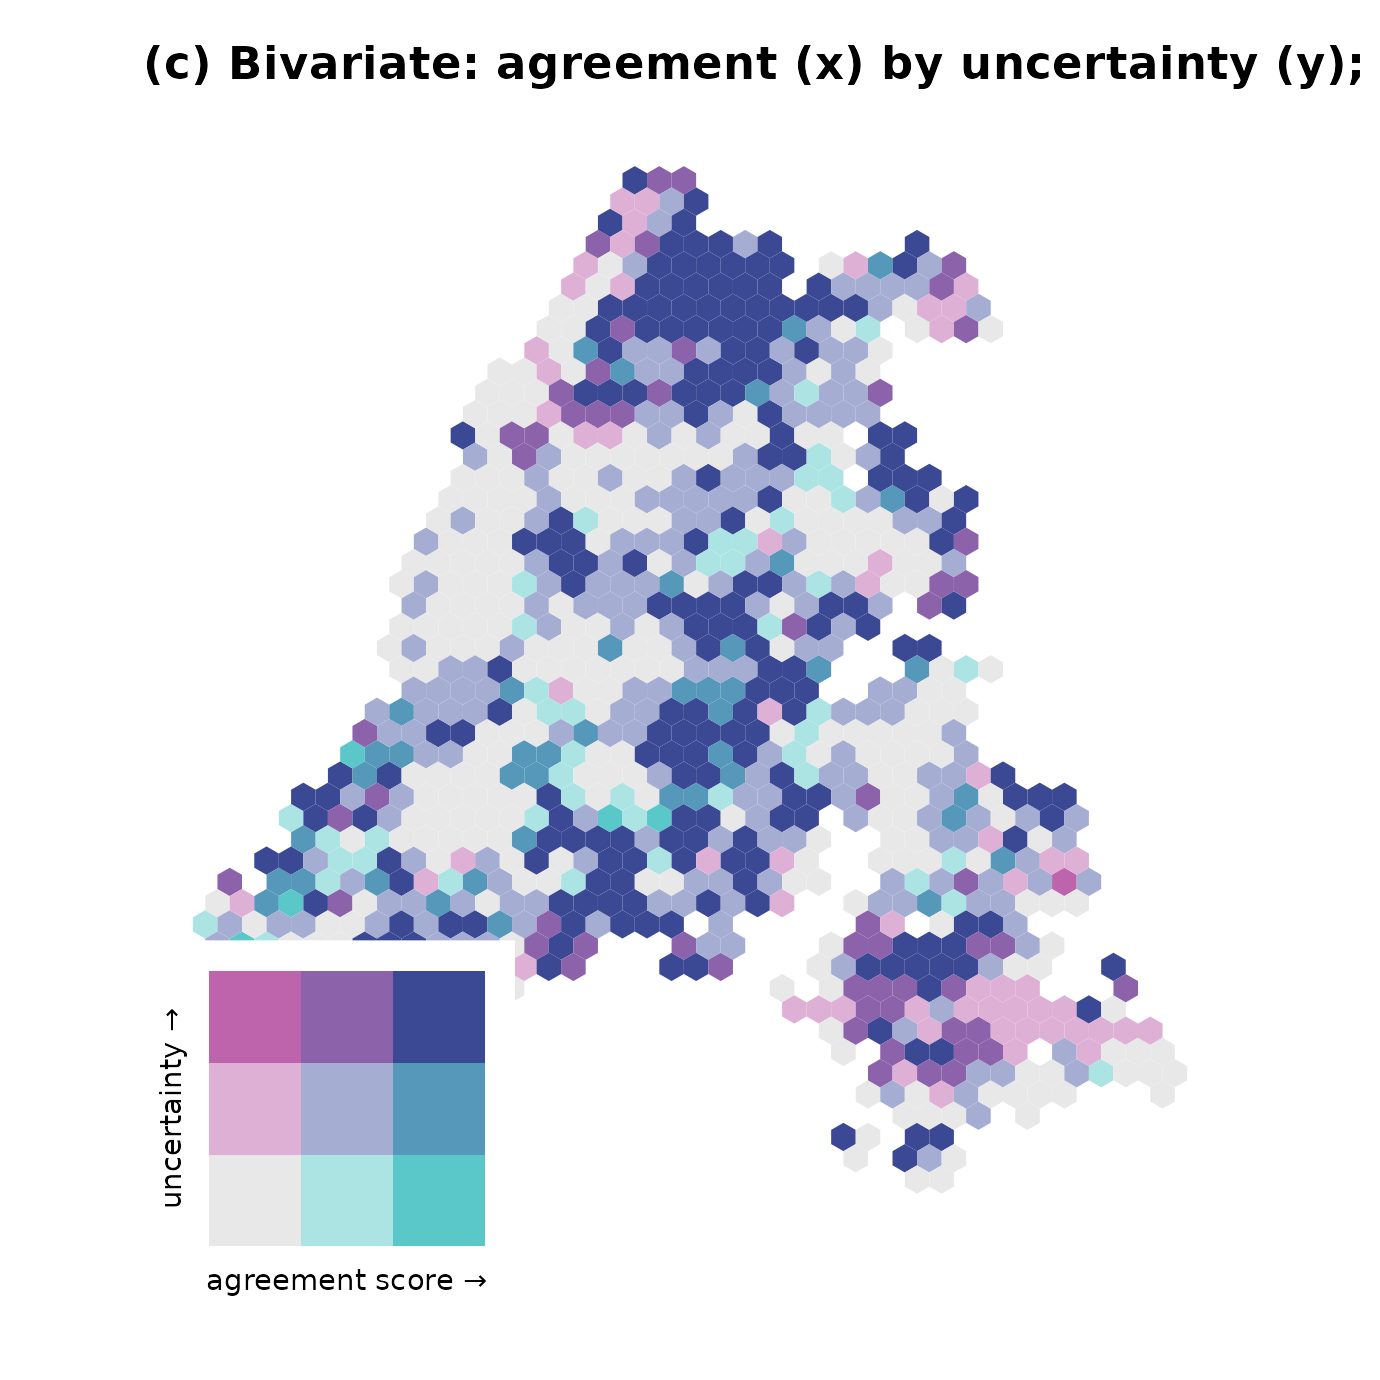 (c) Bivariate: agreement (x) by uncertainty (y);
uncertainty →
agreement score →